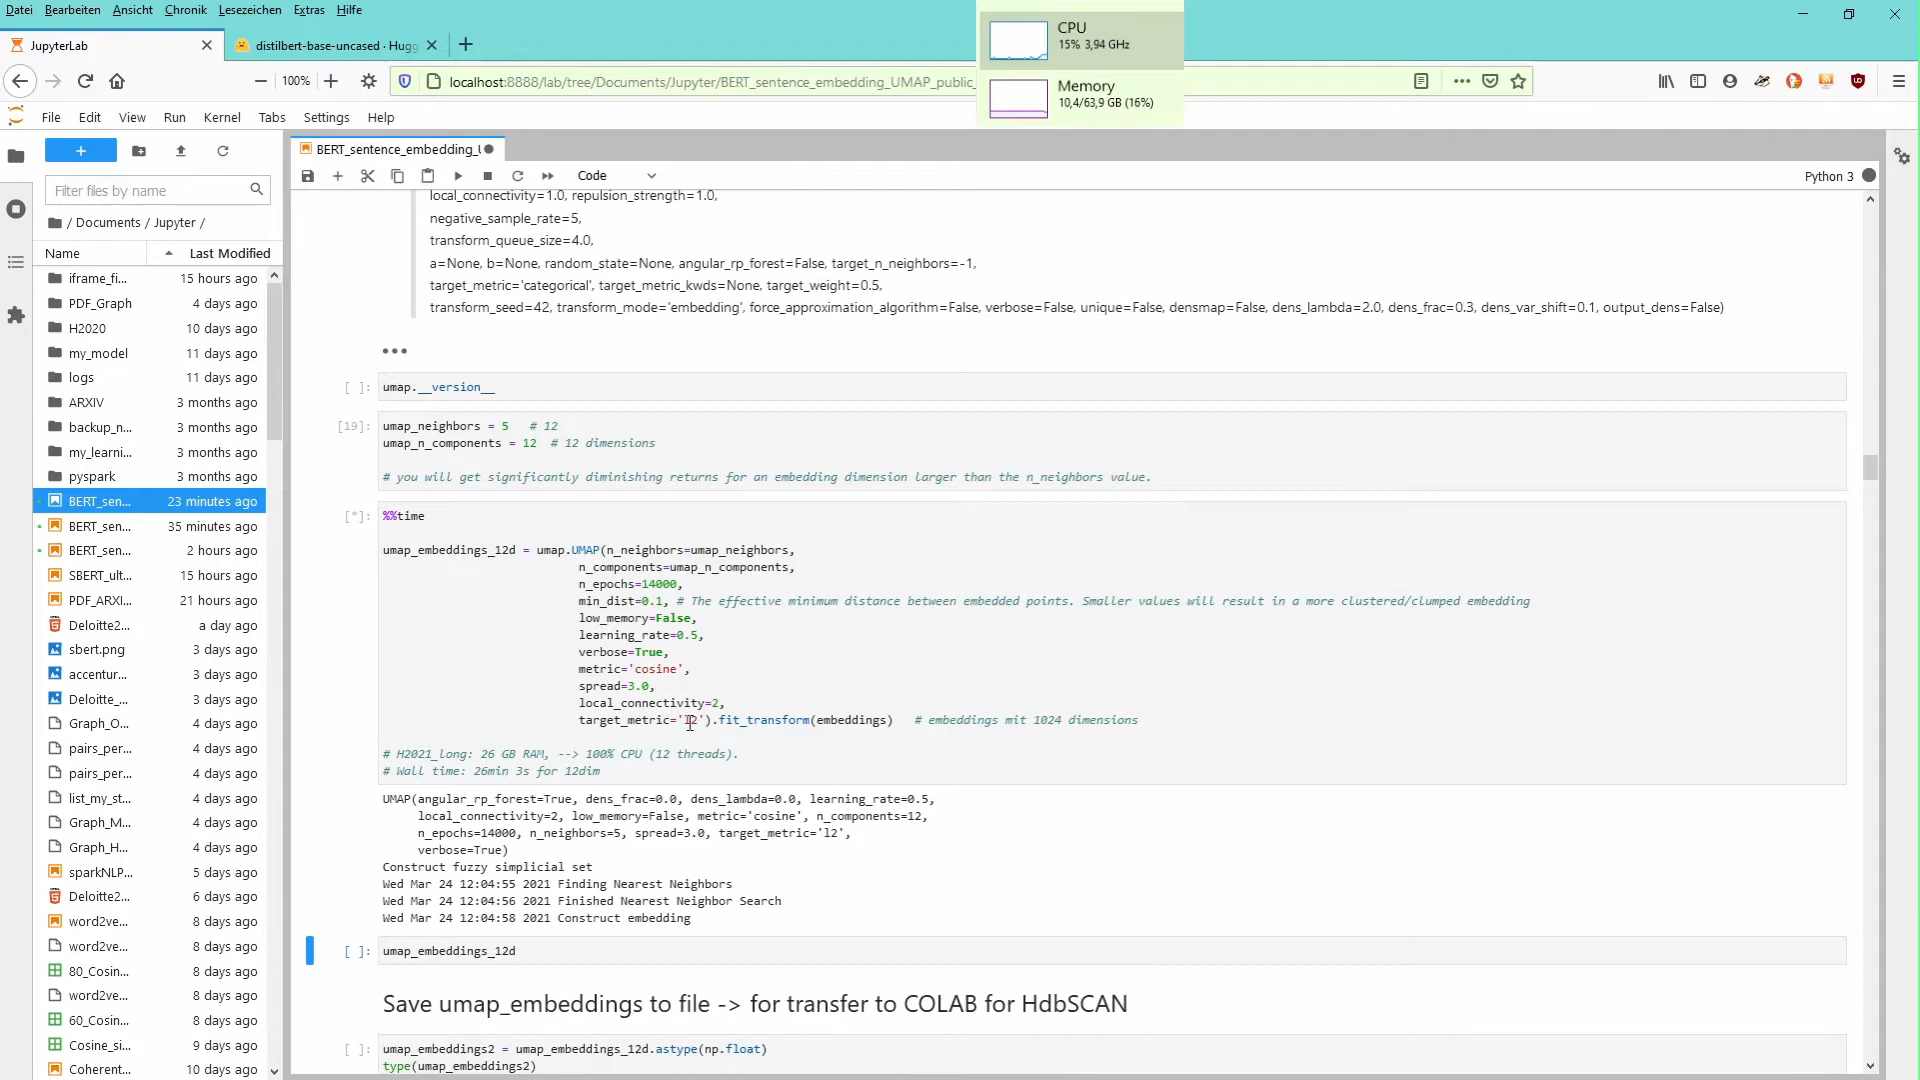 Datei Bearbeiten Ansicht Chronik Lesezeichen Extras Hilfe
CPU
15% 3,94 GHz
JupyterLab
distilbert-base-uncased · Hugg
100%
localhost:8888/lab/tree/Documents/Jupyter/BERT_sentence_embedding_UMAP_public_
Memory
10,4/63,9 GB (16%)
File Edit View Run Kernel Tabs Settings Help
BERT_sentence_embedding_U
Code
Python 3
Filter files by name
/ Documents / Jupyter /
Name Last Modified
iframe_fi... 15 hours ago
PDF_Graph 4 days ago
H2020 10 days ago
my_model 11 days ago
logs 11 days ago
ARXIV 3 months ago
backup_n... 3 months ago
my_learni... 3 months ago
pyspark 3 months ago
BERT_sen... 23 minutes ago
BERT_sen... 35 minutes ago
BERT_sen... 2 hours ago
SBERT_ult... 15 hours ago
PDF_ARXI... 21 hours ago
Deloitte2... a day ago
sbert.png 3 days ago
accentur... 3 days ago
Deloitte_... 3 days ago
Graph_O... 4 days ago
pairs_per... 4 days ago
pairs_per... 4 days ago
list_my_st... 4 days ago
Graph_M... 4 days ago
Graph_H... 4 days ago
sparkNLP... 5 days ago
Deloitte2... 6 days ago
word2ve... 8 days ago
word2ve... 8 days ago
80_Cosin... 8 days ago
word2ve... 8 days ago
60_Cosin... 8 days ago
Cosine_si... 9 days ago
Coherent... 10 days ago
local_connectivity=1.0, repulsion_strength=1.0,
negative_sample_rate=5,
transform_queue_size=4.0,
a=None, b=None, random_state=None, angular_rp_forest=False, target_n_neighbors=-1,
target_metric='categorical', target_metric_kwds=None, target_weight=0.5,
transform_seed=42, transform_mode='embedding', force_approximation_algorithm=False, verbose=False, unique=False, densmap=False, dens_lambda=2.0, dens_frac=0.3, dens_var_shift=0.1, output_dens=False)
[ ]: umap.__version__
[19]: umap_neighbors = 5 # 12
umap_n_components = 12 # 12 dimensions
# you will get significantly diminishing returns for an embedding dimension larger than the n_neighbors value.
[*]: %%time
umap_embeddings_12d = umap.UMAP(n_neighbors=umap_neighbors,
n_components=umap_n_components,
n_epochs=14000,
min_dist=0.1, # The effective minimum distance between embedded points. Smaller values will result in a more clustered/clumped embedding
low_memory=False,
learning_rate=0.5,
verbose=True,
metric='cosine',
spread=3.0,
local_connectivity=2,
target_metric='l2').fit_transform(embeddings) # embeddings mit 1024 dimensions
# H2021_long: 26 GB RAM, --> 100% CPU (12 threads).
# Wall time: 26min 3s for 12dim
UMAP(angular_rp_forest=True, dens_frac=0.0, dens_lambda=0.0, learning_rate=0.5,
local_connectivity=2, low_memory=False, metric='cosine', n_components=12,
n_epochs=14000, n_neighbors=5, spread=3.0, target_metric='l2',
verbose=True)
Construct fuzzy simplicial set
Wed Mar 24 12:04:55 2021 Finding Nearest Neighbors
Wed Mar 24 12:04:56 2021 Finished Nearest Neighbor Search
Wed Mar 24 12:04:58 2021 Construct embedding
[ ]: umap_embeddings_12d
Save umap_embeddings to file -> for transfer to COLAB for HdbSCAN
[ ]: umap_embeddings2 = umap_embeddings_12d.astype(np.float)
type(umap_embeddings2)